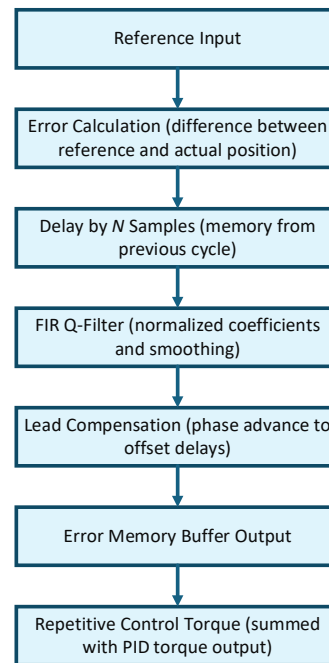 Reference Input
Error Calculation (difference between
reference and actual position)
Delay by N Samples (memory from
previous cycle)
FIR Q-Filter (normalized coefficients
and smoothing)
Lead Compensation (phase advance to
offset delays)
Error Memory Buffer Output
Repetitive Control Torque (summed
with PID torque output)